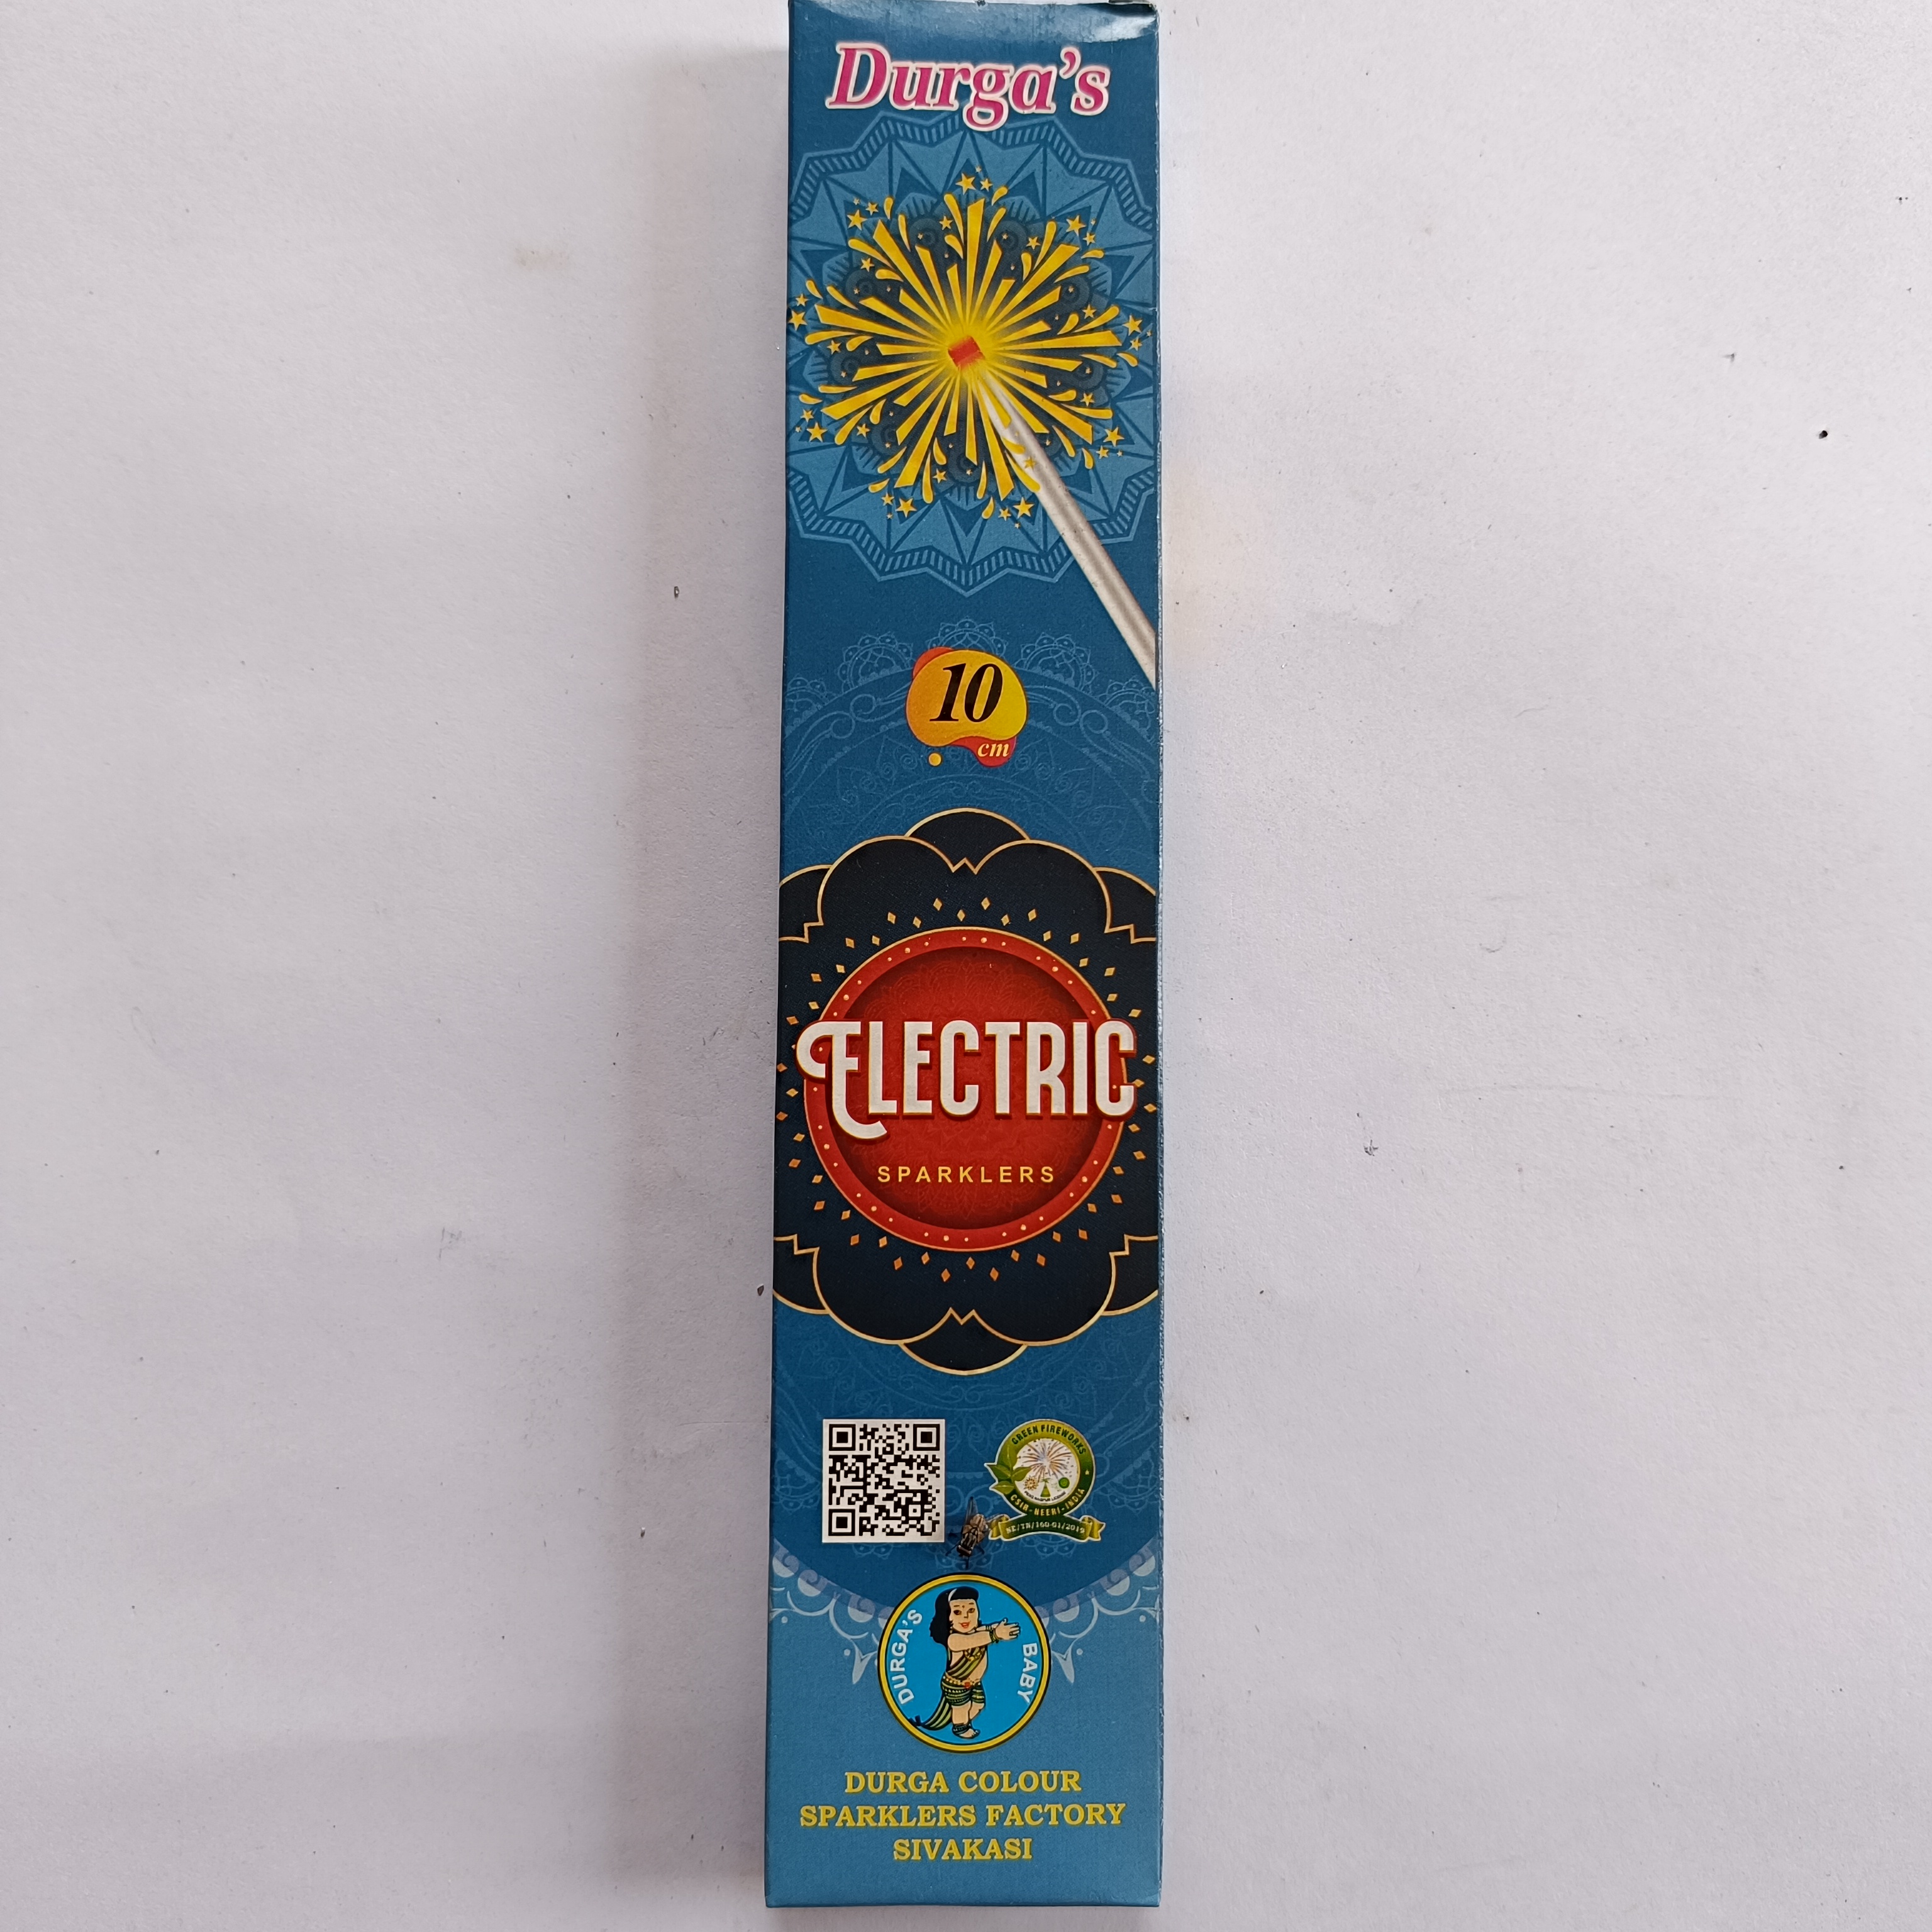 Durga's
10
cm
ELECTRIC
SPARKLERS
GREEN FIREWORKS
CSIR-NEERI-INDIA
DURGA'S BABY
DURGA COLOUR
SPARKLERS FACTORY
SIVAKASI